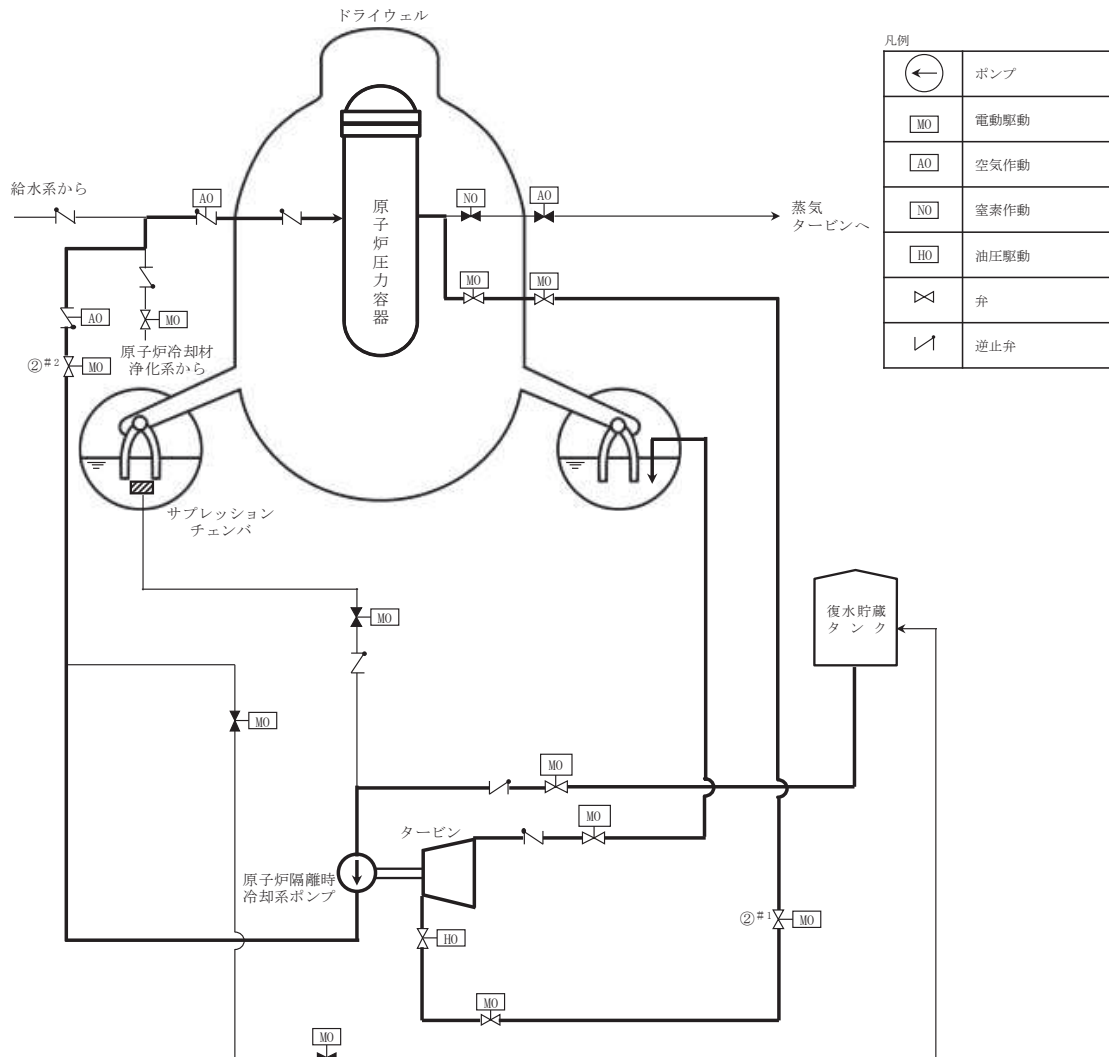 ドライウェル
凡例
ポンプ
MO
電動駆動
AO
空気作動
NO
窒素作動
HO
油圧駆動
弁
逆止弁
給水系から
AO
原子炉圧力容器
NO
AO
蒸気
タービンへ
MO
MO
AO
MO
②#2
MO
原子炉冷却材
浄化系から
サプレッション
チェンバ
MO
復水貯蔵
タンク
MO
MO
MO
タービン
原子炉隔離時
冷却系ポンプ
HO
②#1
MO
MO
MO